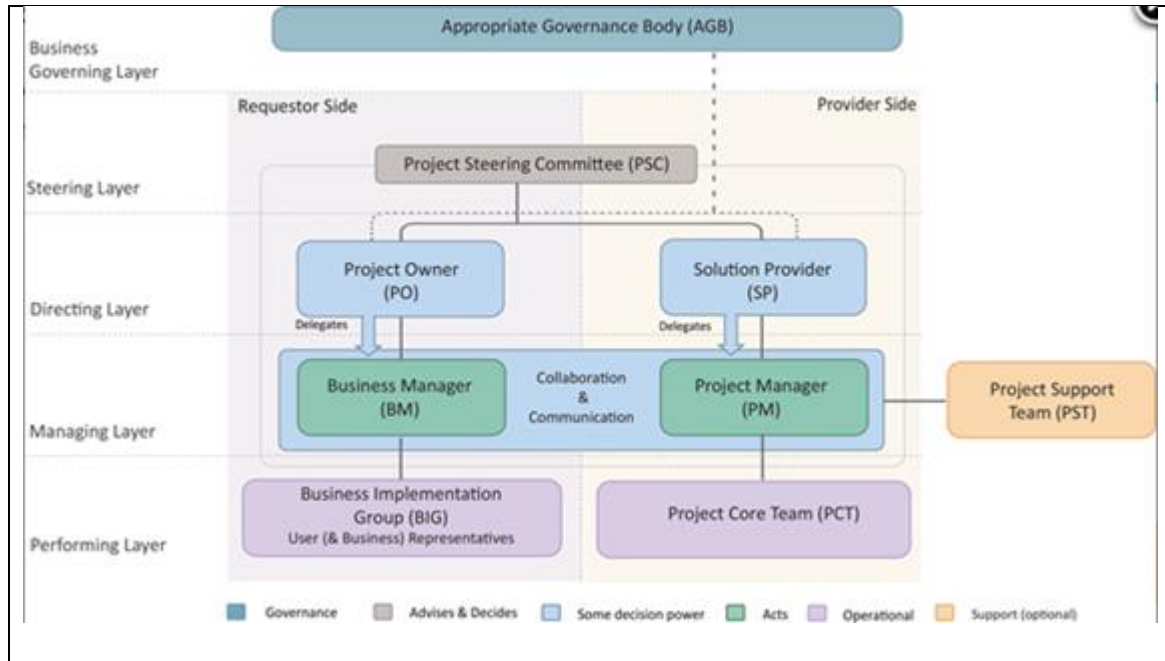 Appropriate Governance Body (AGB)
Business
Governing Layer
Requestor Side
Provider Side
Project Steering Committee (PSC)
Steering Layer
Project Owner
(PO)
Solution Provider
(SP)
Directing Layer
Delegates
Delegates
Business Manager
(BM)
Collaboration
&
Communication
Project Manager
(PM)
Project Support
Team (PST)
Managing Layer
Business Implementation
Group (BIG)
User (& Business) Representatives
Project Core Team (PCT)
Performing Layer
Governance
Advises & Decides
Some decision power
Acts
Operational
Support (optional)